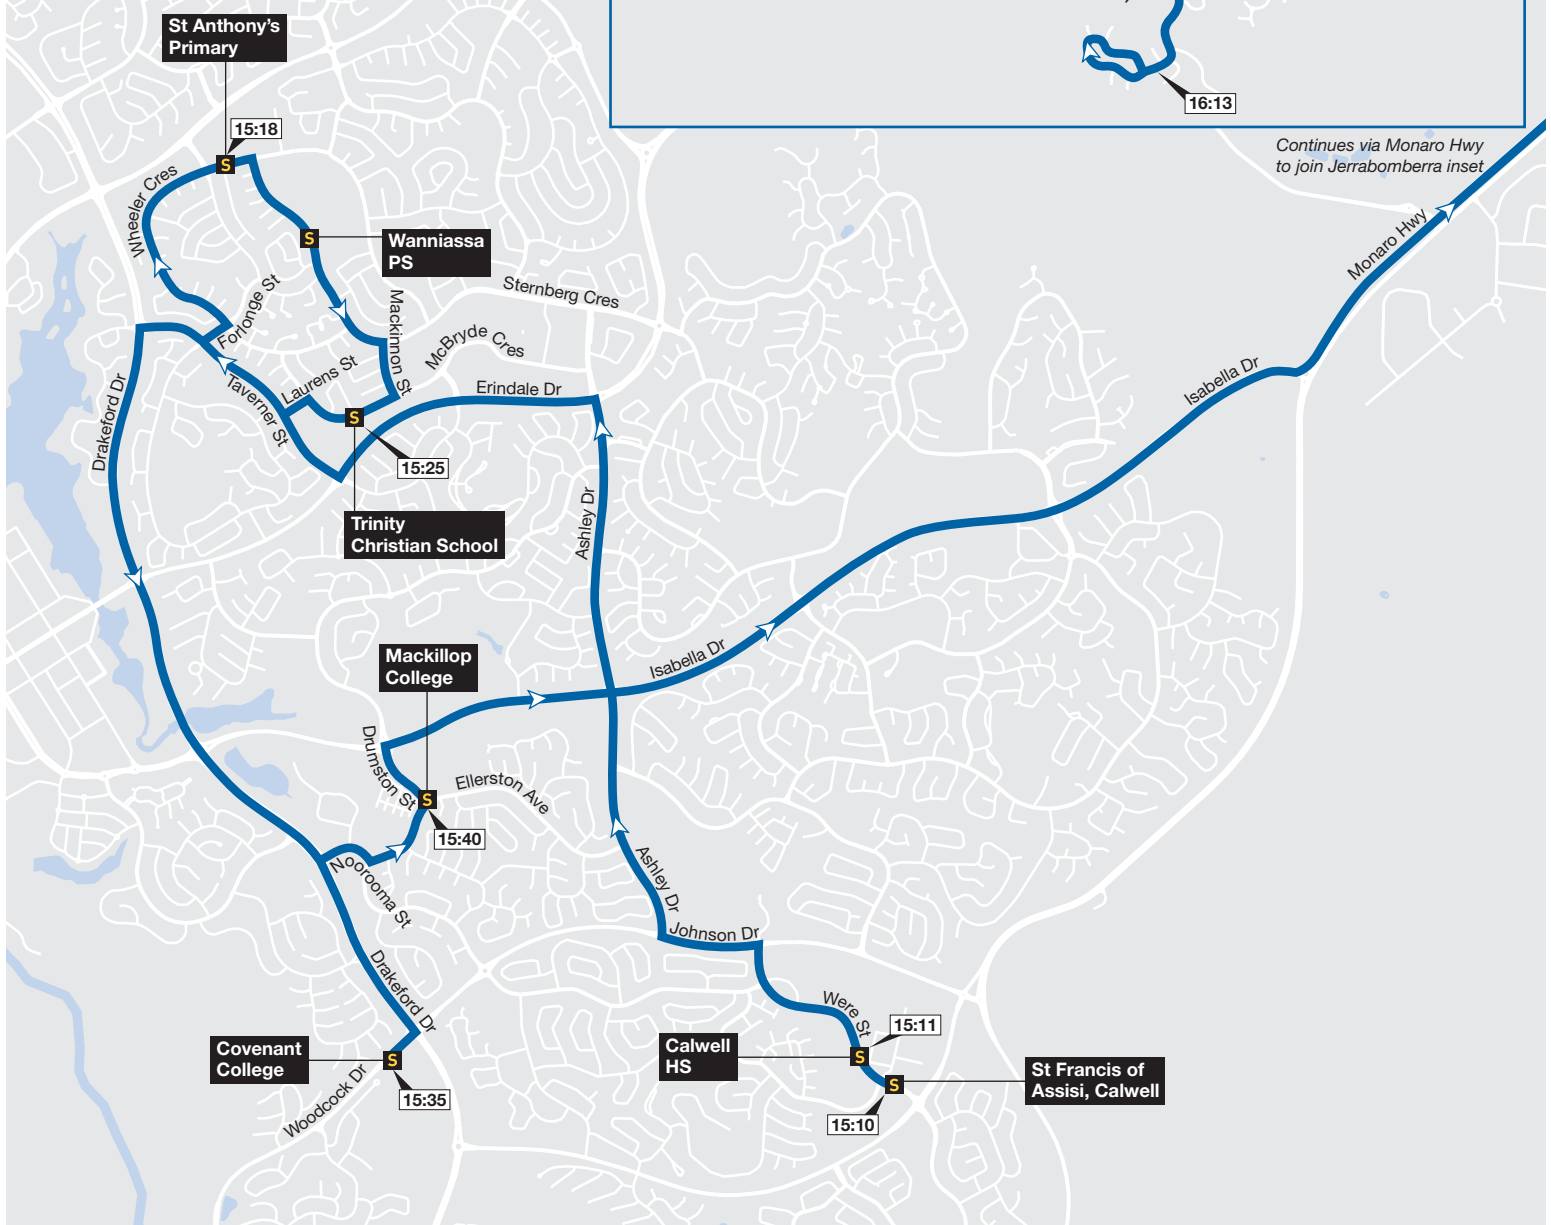 St Anthony's
Primary
15:18
16:13
Continues via Monaro Hwy
to join Jerrabomberra inset
Wheeler Cres
Wanniassa
PS
Monaro Hwy
Forlonge St
Sternberg Cres
Mackinnon St
McBryde Cres
Laurens St
Erindale Dr
Isabella Dr
Drakeford Dr
Taverner St
15:25
Ashley Dr
Trinity
Christian School
Mackillop
College
Isabella Dr
Drumston St
Ellerston Ave
15:40
Noorooma St
Ashley Dr
Johnson Dr
Drakeford Dr
Were St
15:11
Covenant
College
Calwell
HS
St Francis of
Assisi, Calwell
Woodcock Dr
15:35
15:10
S
S
S
S
S
S
S